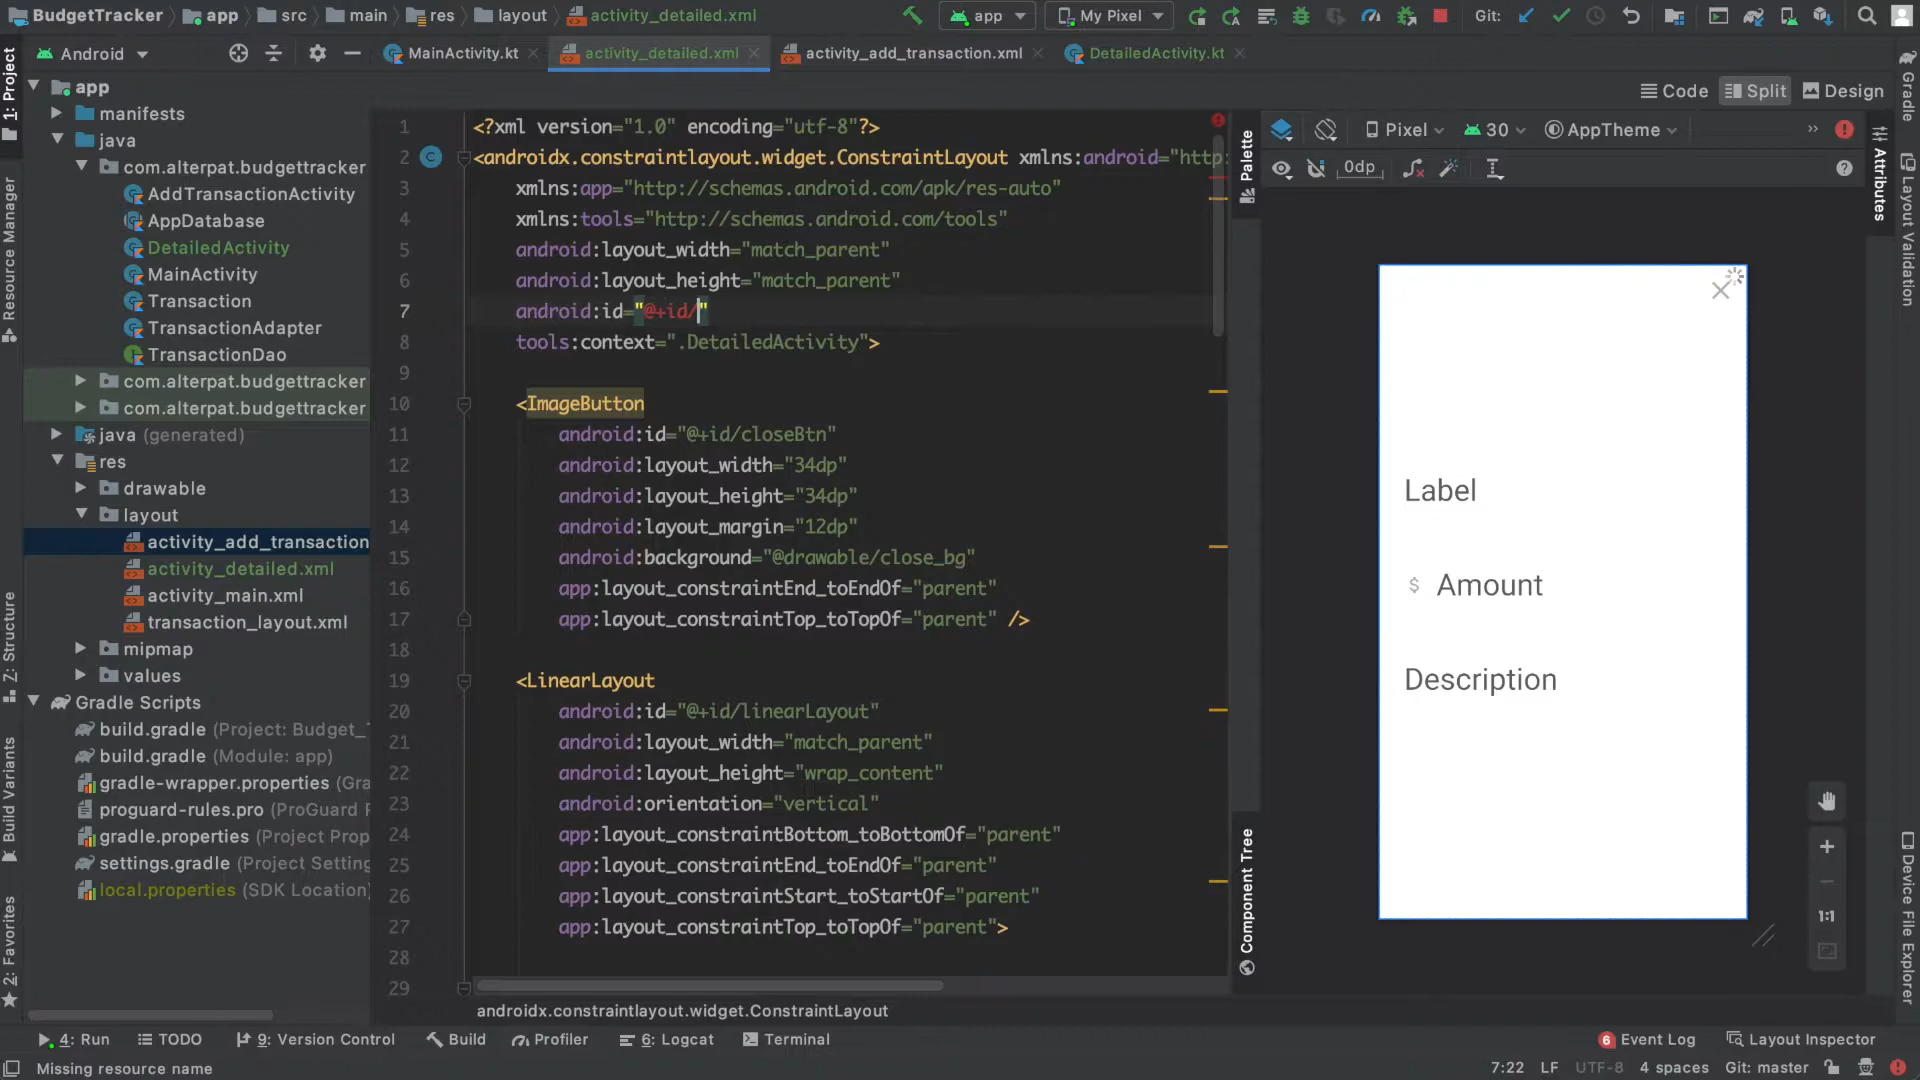 BudgetTracker app src main res layout activity_detailed.xml app My Pixel Git:
Android MainActivity.kt activity_detailed.xml activity_add_transaction.xml DetailedActivity.kt
Code Split Design
1: Project
Resource Manager
Z: Structure
Build Variants
2: Favorites
app
manifests
java
com.alterpat.budgettracker
AddTransactionActivity
AppDatabase
DetailedActivity
MainActivity
Transaction
TransactionAdapter
TransactionDao
com.alterpat.budgettracker
com.alterpat.budgettracker
java (generated)
res
drawable
layout
activity_add_transaction
activity_detailed.xml
activity_main.xml
transaction_layout.xml
mipmap
values
Gradle Scripts
build.gradle (Project: Budget_
build.gradle (Module: app)
gradle-wrapper.properties (Gra
proguard-rules.pro (ProGuard
gradle.properties (Project Prop
settings.gradle (Project Setting
local.properties (SDK Location)
1 <?xml version="1.0" encoding="utf-8"?>
2 <androidx.constraintlayout.widget.ConstraintLayout xmlns:android="http:
3 xmlns:app="http://schemas.android.com/apk/res-auto"
4 xmlns:tools="http://schemas.android.com/tools"
5 android:layout_width="match_parent"
6 android:layout_height="match_parent"
7 android:id="@+id/"
8 tools:context=".DetailedActivity">
9
10 <ImageButton
11 android:id="@+id/closeBtn"
12 android:layout_width="34dp"
13 android:layout_height="34dp"
14 android:layout_margin="12dp"
15 android:background="@drawable/close_bg"
16 app:layout_constraintEnd_toEndOf="parent"
17 app:layout_constraintTop_toTopOf="parent" />
18
19 <LinearLayout
20 android:id="@+id/linearLayout"
21 android:layout_width="match_parent"
22 android:layout_height="wrap_content"
23 android:orientation="vertical"
24 app:layout_constraintBottom_toBottomOf="parent"
25 app:layout_constraintEnd_toEndOf="parent"
26 app:layout_constraintStart_toStartOf="parent"
27 app:layout_constraintTop_toTopOf="parent">
28
29
androidx.constraintlayout.widget.ConstraintLayout
Palette
Component Tree
Pixel 30 AppTheme
0dp
Label
$ Amount
Description
1:1
Attributes
Gradle
Layout Validation
Device File Explorer
4: Run TODO 9: Version Control Build Profiler 6: Logcat Terminal 6 Event Log Layout Inspector
Missing resource name 7:22 LF UTF-8 4 spaces Git: master